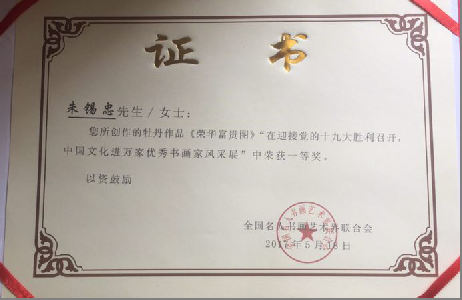 证书
朱锡忠先生/女士:
您所创作的牡丹作品《荣华富贵图》"在迎接党的十九大胜利召开,
中国文化进万家优秀书画家风采展"中荣获一等奖。
以资鼓励
全国名人书画艺术界联合会
2017年5月18日